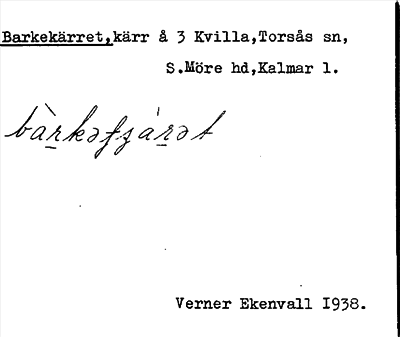 Barkekärret,kärr å 3 Kvilla,Torsås sn,
S.Möre hd,Kalmar l.
Verner Ekenvall I938.